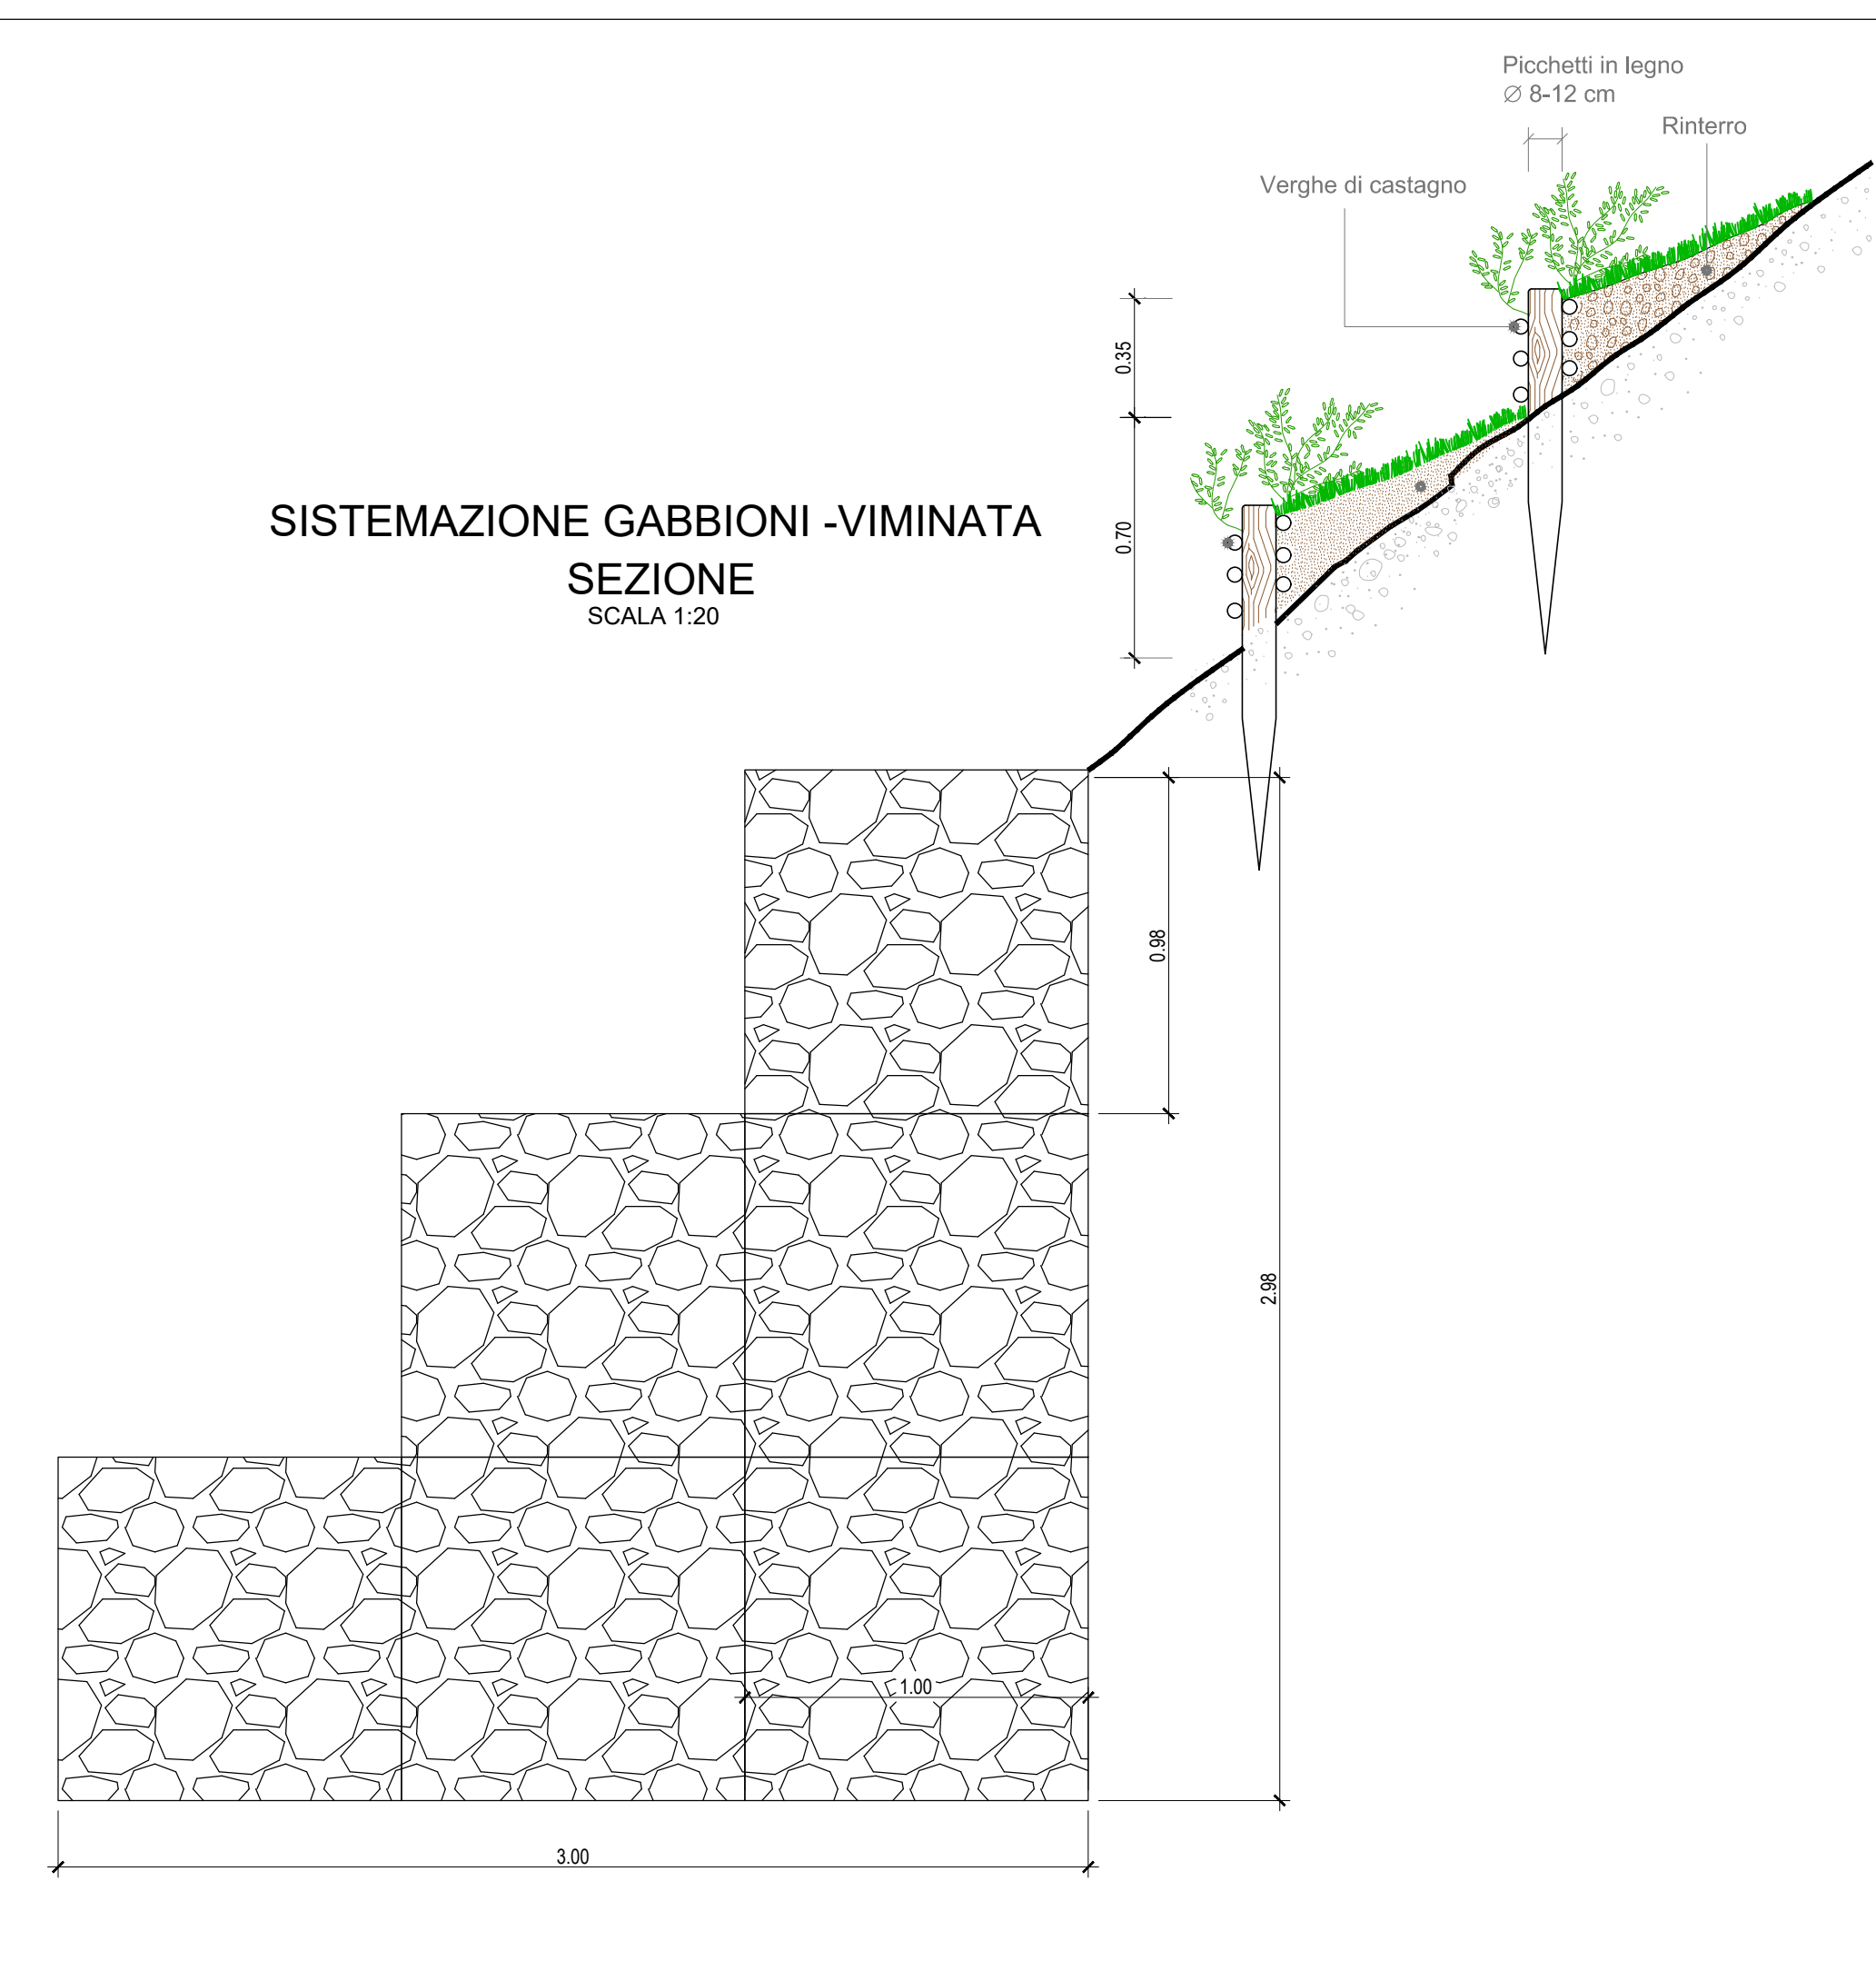 Picchetti in legno
∅ 8-12 cm
Rinterro
Verghe di castagno
0.35
0.70
SISTEMAZIONE GABBIONI -VIMINATA
SEZIONE
SCALA 1:20
0.98
2.98
1.00
3.00